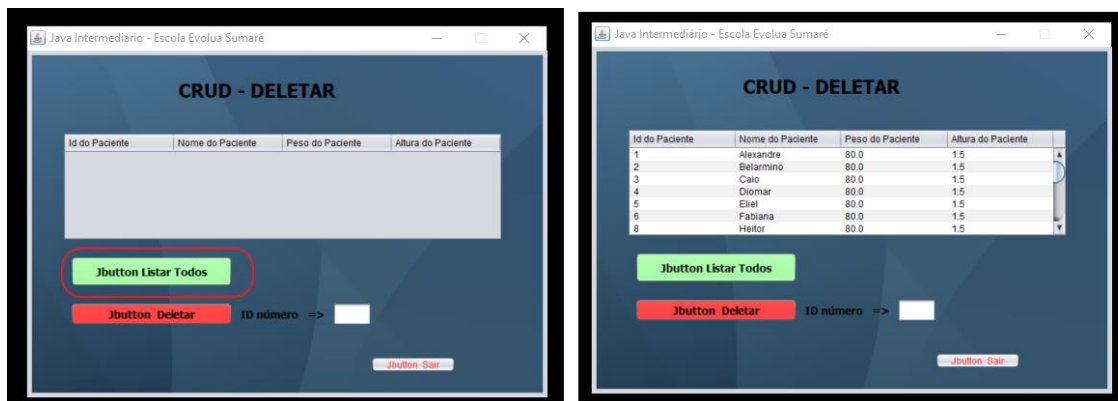 Java Intermediário - Escola Evolua Sumaré
CRUD - DELETAR
Id do Paciente Nome do Paciente Peso do Paciente Altura do Paciente
Jbutton Listar Todos
Jbutton Deletar ID número =>
Jbutton Sair
Java Intermediário - Escola Evolua Sumaré
CRUD - DELETAR
Id do Paciente Nome do Paciente Peso do Paciente Altura do Paciente
1 Alexandre 80.0 1.5
2 Belarmino 80.0 1.5
3 Caio 80.0 1.5
4 Diomar 80.0 1.5
5 Eliel 80.0 1.5
6 Fabiana 80.0 1.5
8 Heitor 80.0 1.5
Jbutton Listar Todos
Jbutton Deletar ID número =>
Jbutton Sair